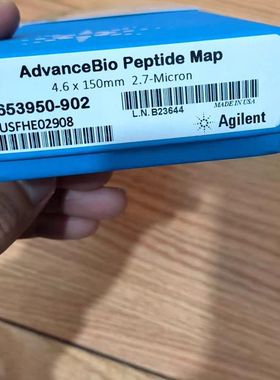 AdvanceBio Peptide Map
4.6 x 150mm 2.7-Micron
653950-902
USFHE02908
L.N. B23644
MADE IN USA
Agilent